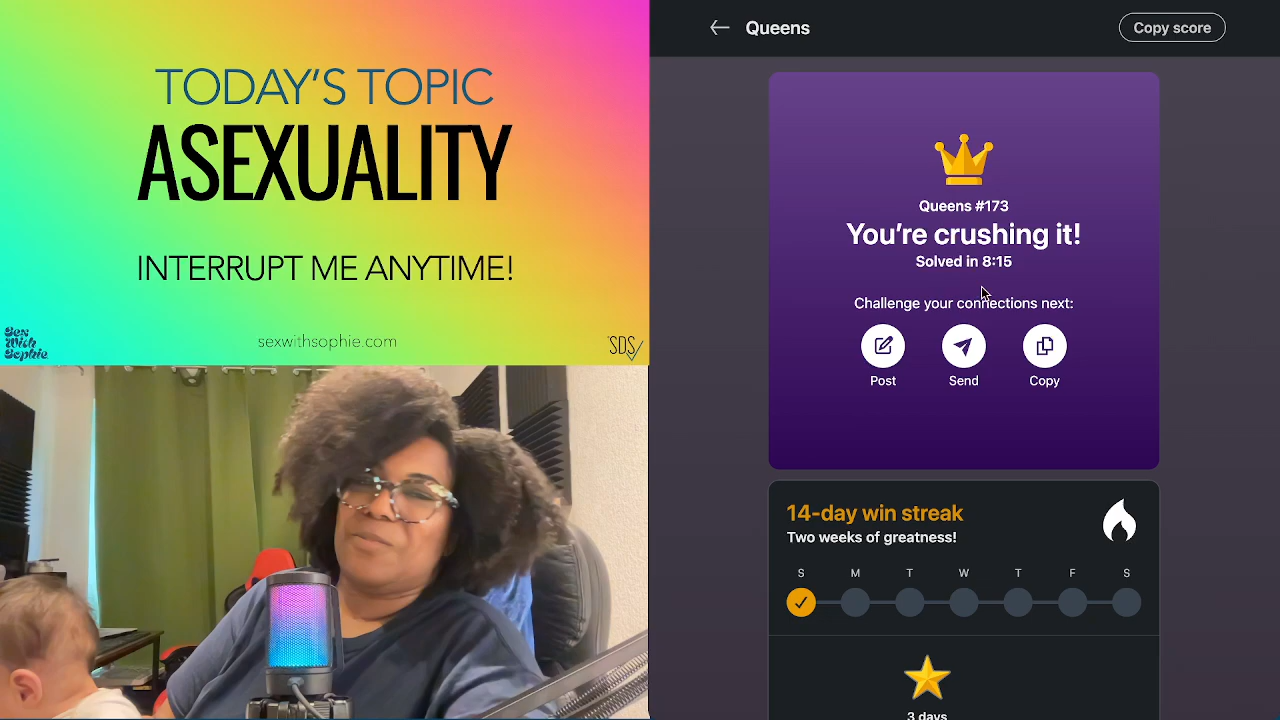 TODAY'S TOPIC
ASEXUALITY
INTERRUPT ME ANYTIME!
Sex
With
Sophie
sexwithsophie.com
SDS
Queens
Copy score
Queens #173
You're crushing it!
Solved in 8:15
Challenge your connections next:
Post
Send
Copy
14-day win streak
Two weeks of greatness!
S M T W T F S
3 days